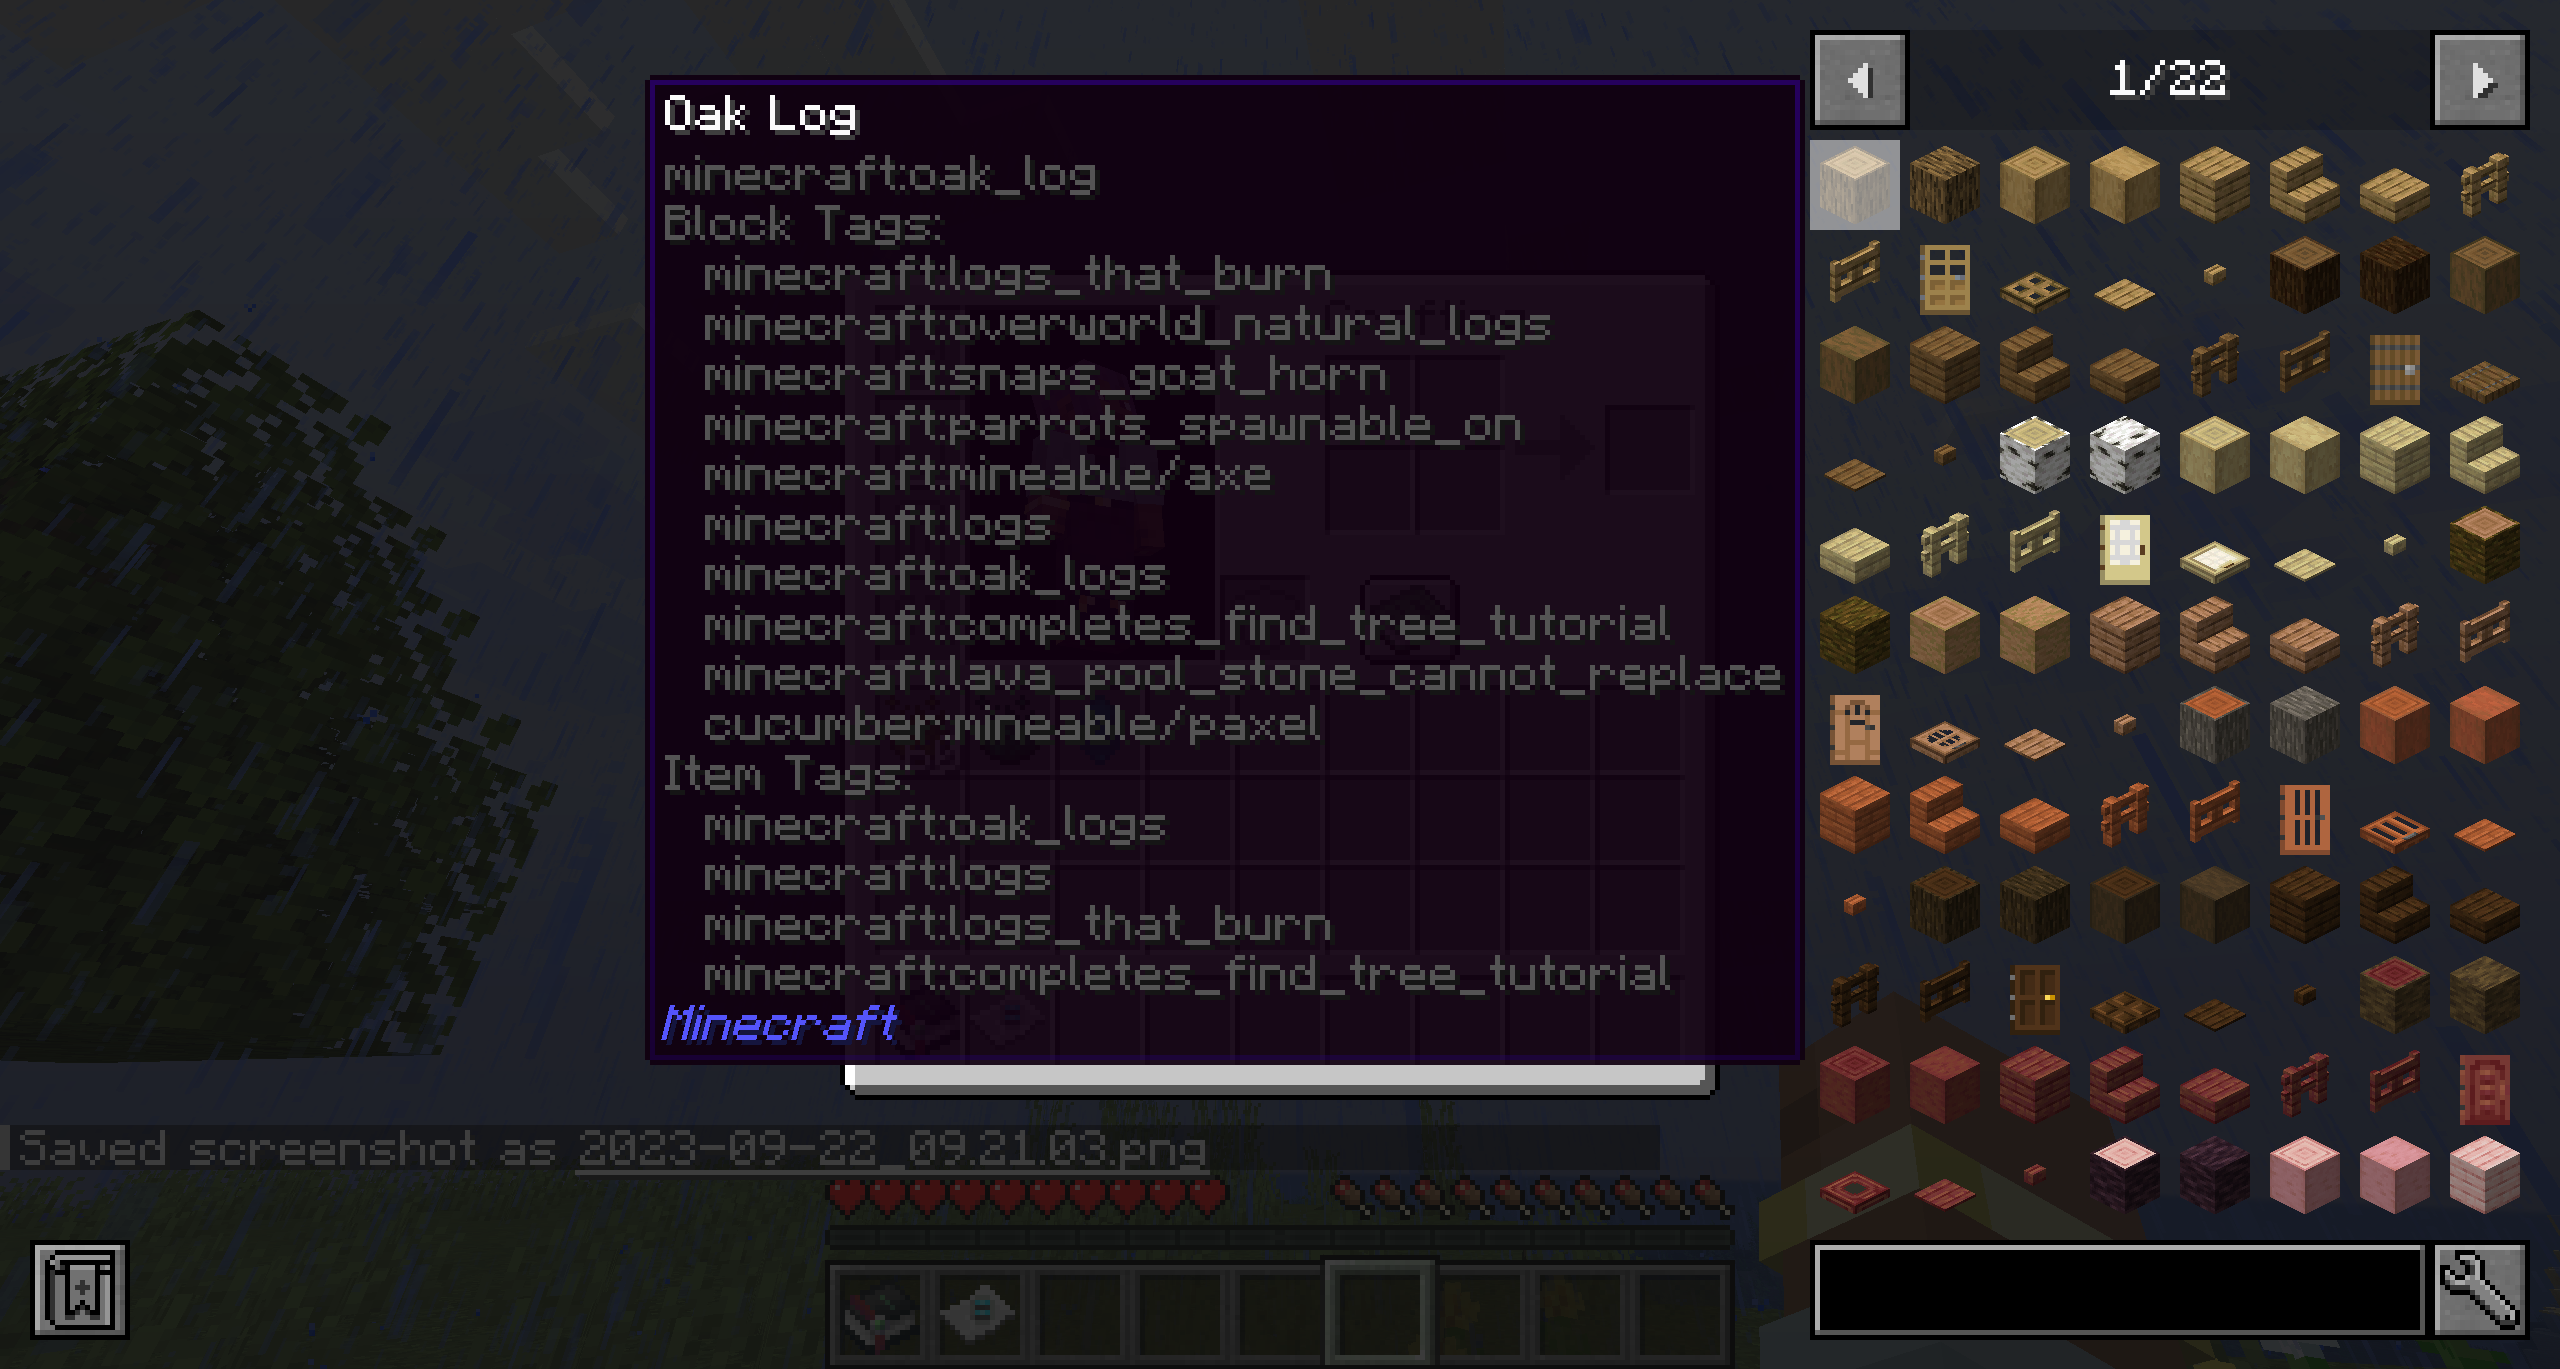 Oak Log
minecraft:oak_log
Block Tags:
minecraft:logs_that_burn
minecraft:overworld_natural_logs
minecraft:snaps_goat_horn
minecraft:parrots_spawnable_on
minecraft:mineable/axe
minecraft:logs
minecraft:oak_logs
minecraft:completes_find_tree_tutorial
minecraft:lava_pool_stone_cannot_replace
cucumber:mineable/paxel
Item Tags:
minecraft:oak_logs
minecraft:logs
minecraft:logs_that_burn
minecraft:completes_find_tree_tutorial
Minecraft
1/22
Crafting
Saved screenshot as 2023-09-22_09.21.03.png